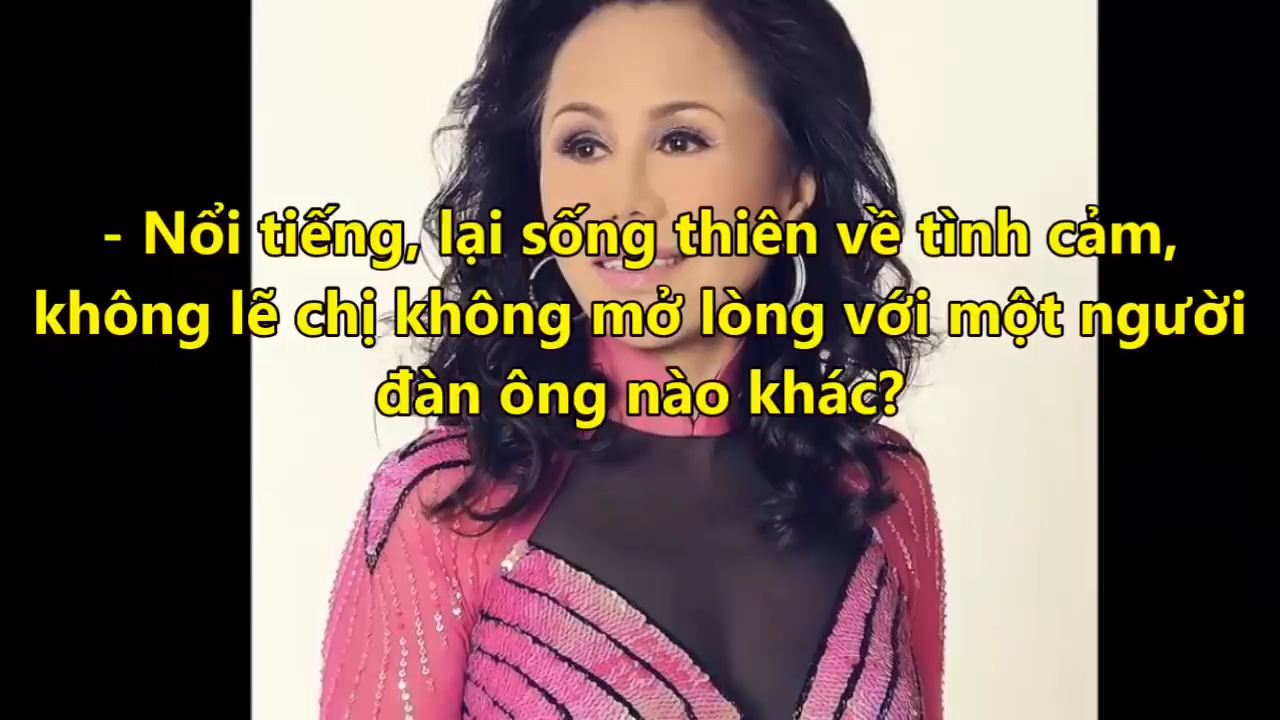 - Nổi tiếng, lại sống thiên về tình cảm,
không lẽ chị không mở lòng với một người
đàn ông nào khác?